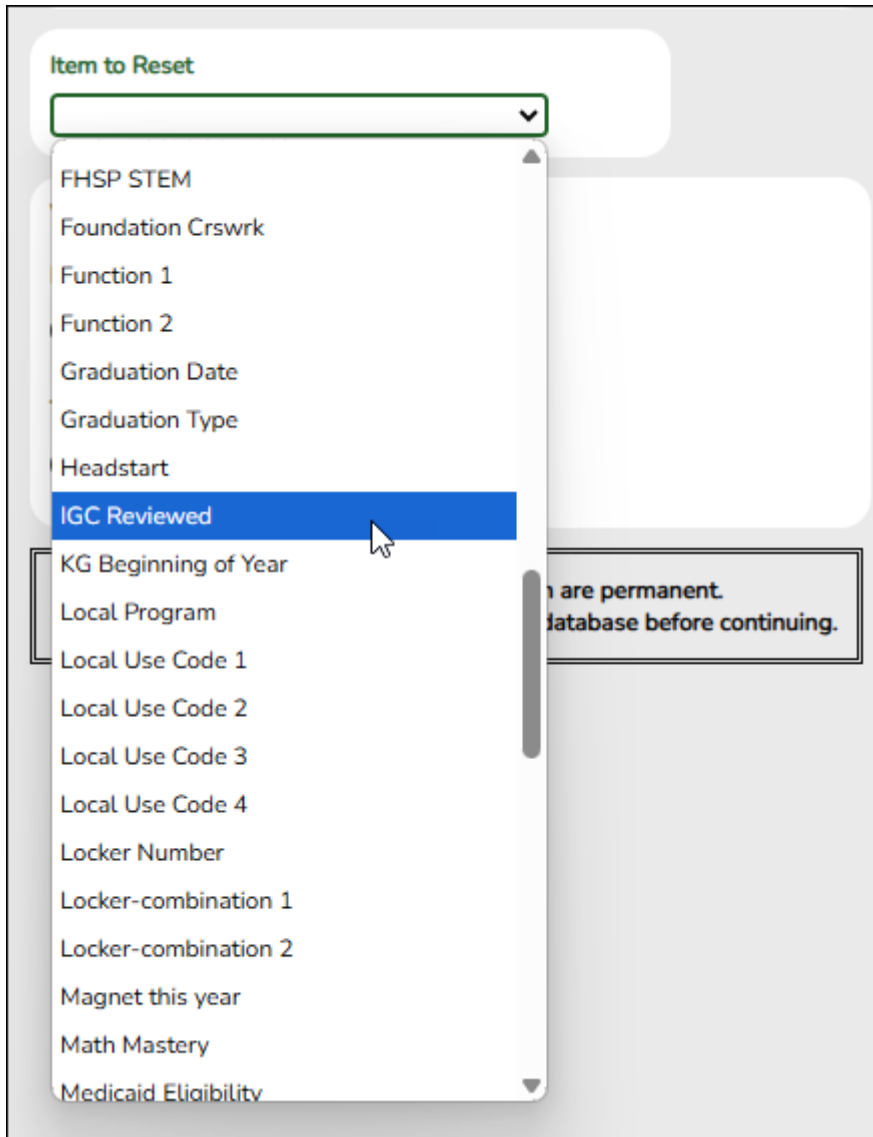 Item to Reset
FHSP STEM
Foundation Crswrk
Function 1
Function 2
Graduation Date
Graduation Type
Headstart
IGC Reviewed
KG Beginning of Year
Local Program
Local Use Code 1
Local Use Code 2
Local Use Code 3
Local Use Code 4
Locker Number
Locker-combination 1
Locker-combination 2
Magnet this year
Math Mastery
Medicaid Eligibility
are permanent.
database before continuing.